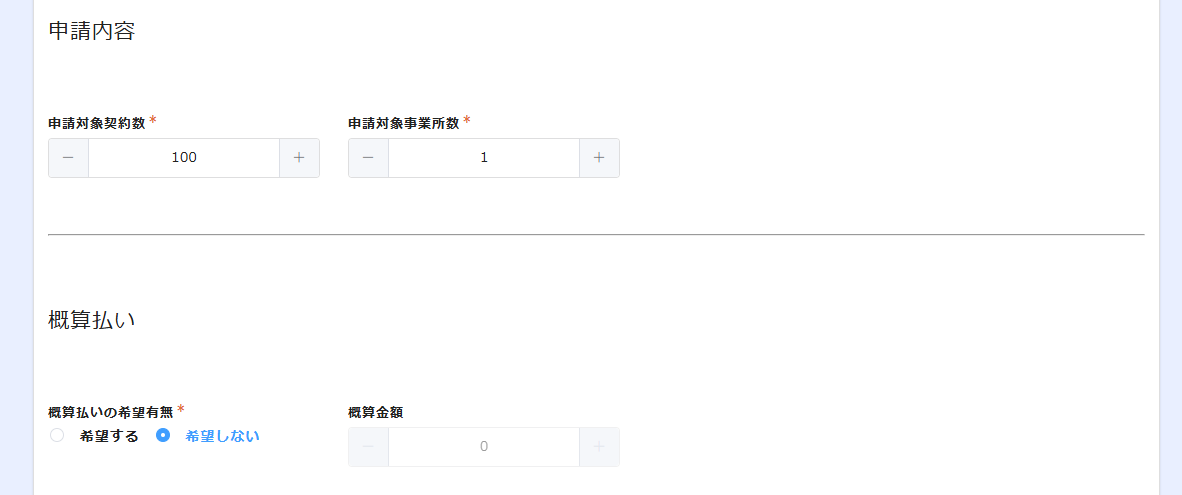 申請内容
申請対象契約数 * 申請対象事業所数 *
− 100 + − 1 +
概算払い
概算払いの希望有無 * 概算金額
希望する 希望しない − 0 +